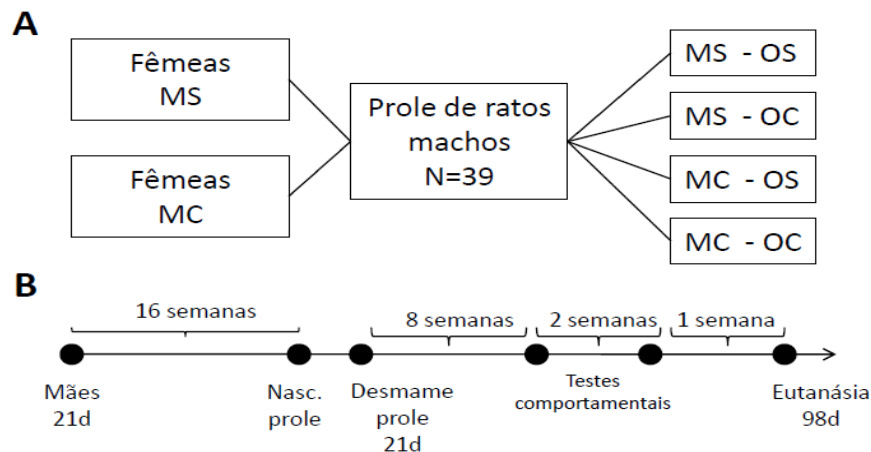 A
Fêmeas
MS
Fêmeas
MC
Prole de ratos
machos
N=39
MS - OS
MS - OC
MC - OS
MC - OC
B
16 semanas
8 semanas
2 semanas
1 semana
Mães
21d
Nasc.
prole
Desmame
prole
21d
Testes
comportamentais
Eutanásia
98d